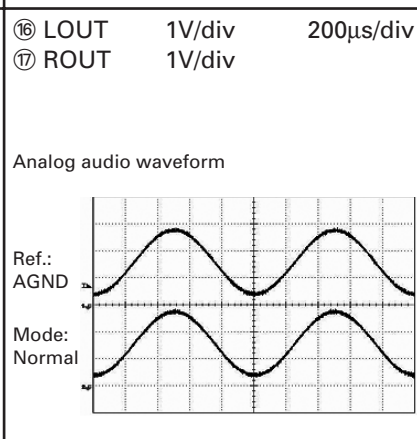 ⑯ LOUT 1V/div 200µs/div
⑰ ROUT 1V/div
Analog audio waveform
Ref.:
AGND
Mode:
Normal